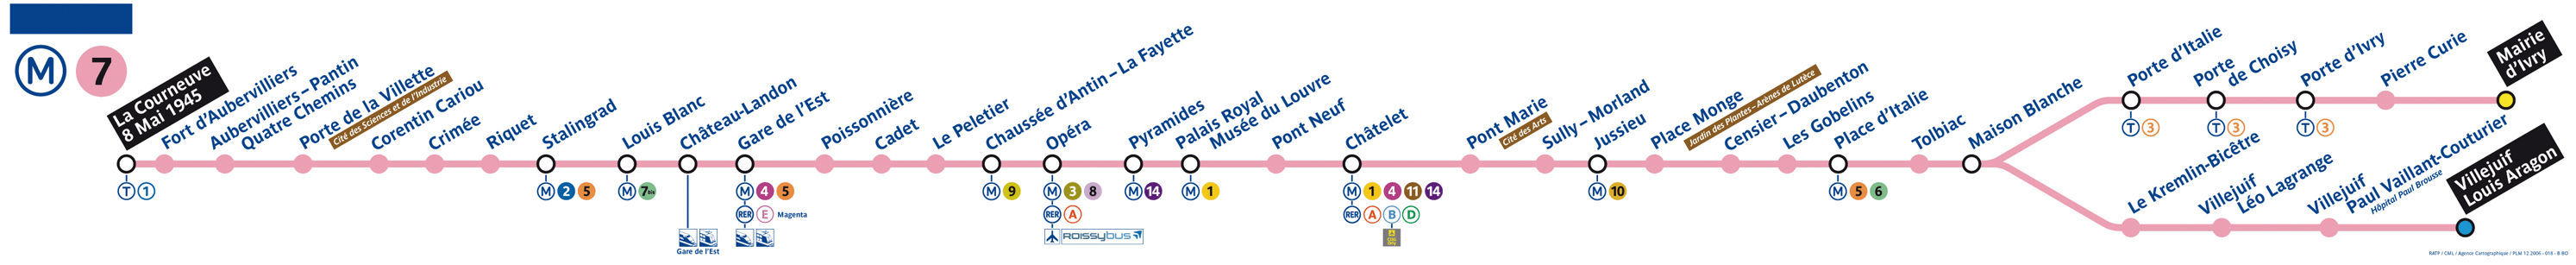 M 7
La Courneuve
8 Mai 1945
T 1
Fort d'Aubervilliers
Aubervilliers – Pantin
Quatre Chemins
Porte de la Villette
Cité des Sciences et de l'Industrie
Corentin Cariou
Crimée
Riquet
Stalingrad
M 2 5
Louis Blanc
M 7bis
Château-Landon
Gare de l'Est
Gare de l'Est
M 4 5
RER E Magenta
Poissonnière
Cadet
Le Peletier
Chaussée d'Antin – La Fayette
M 9
Opéra
M 3 8
RER A
ROISSYBUS
Pyramides
M 14
Palais Royal
Musée du Louvre
M 1
Pont Neuf
Châtelet
M 1 4 11 14
RER A B D
Pont Marie
Cité des Arts
Sully – Morland
Jussieu
M 10
Place Monge
Jardin des Plantes – Arènes de Lutèce
Censier – Daubenton
Les Gobelins
Place d'Italie
M 5 6
Tolbiac
Maison Blanche
Porte d'Italie
T 3
Porte
de Choisy
T 3
Porte d'Ivry
T 3
Pierre Curie
Mairie
d'Ivry
Le Kremlin-Bicêtre
Villejuif
Léo Lagrange
Villejuif
Paul Vaillant-Couturier
Hôpital Paul Brousse
Villejuif
Louis Aragon
RATP / CML / Agence Cartographique / PLM 12 2006 - 018 - B BO